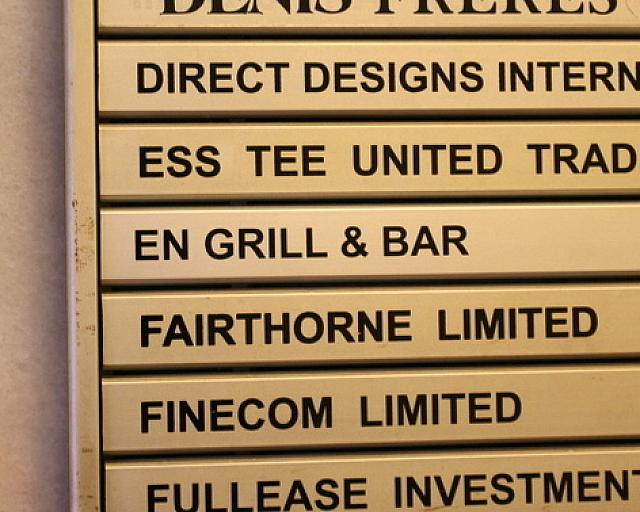 DENIS FRERES
DIRECT DESIGNS INTERN
ESS TEE UNITED TRAD
EN GRILL & BAR
FAIRTHORNE LIMITED
FINECOM LIMITED
FULLEASE INVESTMENT